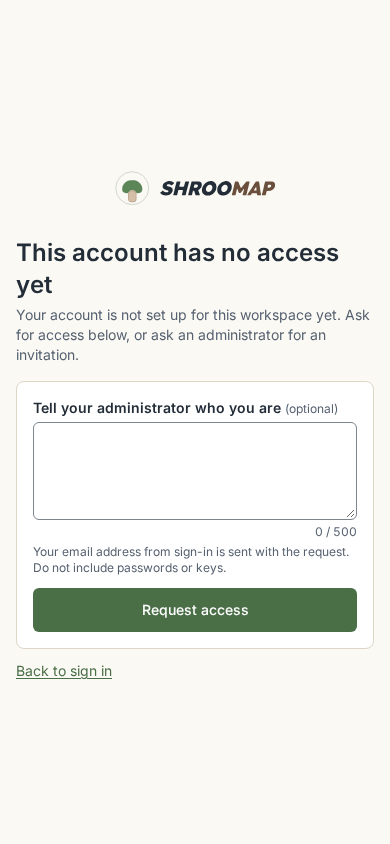 SHROOMAP
This account has no access
yet
Your account is not set up for this workspace yet. Ask
for access below, or ask an administrator for an
invitation.
Tell your administrator who you are (optional)
0 / 500
Your email address from sign-in is sent with the request.
Do not include passwords or keys.
Request access
Back to sign in